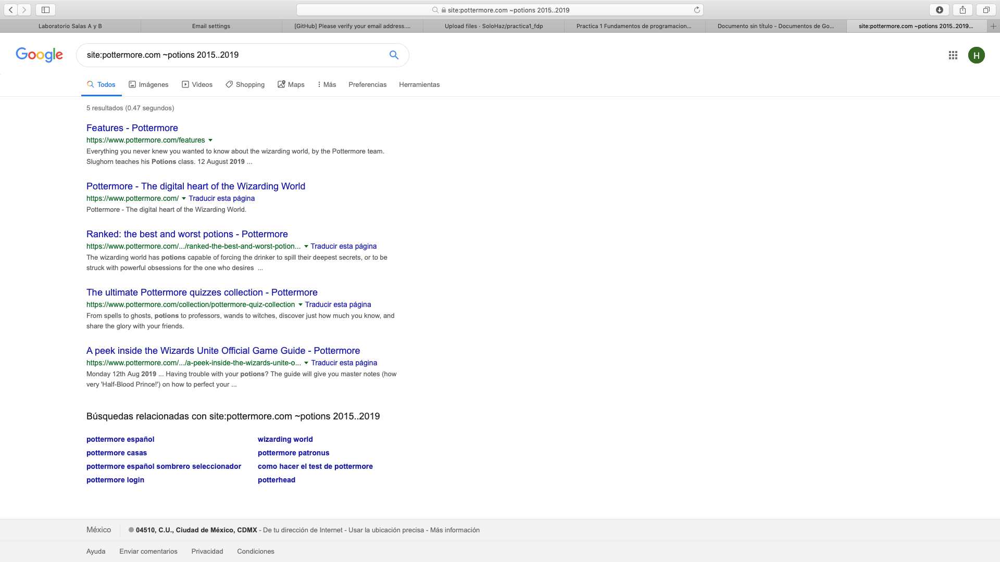 site:pottermore.com ~potions 2015..2019
Laboratorio Salas A y B
Email settings
[GitHub] Please verify your email address....
Upload files · SoloHaz/practica1_fdp
Practica 1 Fundamentos de programacion...
Documento sin título - Documentos de Go...
site:pottermore.com ~potions 2015..2019...
Google
site:pottermore.com ~potions 2015..2019
H
Todos
Imágenes
Videos
Shopping
Maps
Más
Preferencias
Herramientas
5 resultados (0.47 segundos)
Features - Pottermore
https://www.pottermore.com/features
Everything you never knew you wanted to know about the wizarding world, by the Pottermore team.
Slughorn teaches his Potions class. 12 August 2019 ...
Pottermore - The digital heart of the Wizarding World
https://www.pottermore.com/ Traducir esta página
Pottermore - The digital heart of the Wizarding World.
Ranked: the best and worst potions - Pottermore
https://www.pottermore.com/.../ranked-the-best-and-worst-potion... Traducir esta página
The wizarding world has potions capable of forcing the drinker to spill their deepest secrets, or to be
struck with powerful obsessions for the one who desires ...
The ultimate Pottermore quizzes collection - Pottermore
https://www.pottermore.com/collection/pottermore-quiz-collection Traducir esta página
From spells to ghosts, potions to professors, wands to witches, discover just how much you know, and
share the glory with your friends.
A peek inside the Wizards Unite Official Game Guide - Pottermore
https://www.pottermore.com/.../a-peek-inside-the-wizards-unite-o... Traducir esta página
Monday 12th Aug 2019 ... Having trouble with your potions? The guide will give you master notes (how
very 'Half-Blood Prince!') on how to perfect your ...
Búsquedas relacionadas con site:pottermore.com ~potions 2015..2019
pottermore español
wizarding world
pottermore casas
pottermore patronus
pottermore español sombrero seleccionador
como hacer el test de pottermore
pottermore login
potterhead
México
04510, C.U., Ciudad de México, CDMX - De tu dirección de Internet - Usar la ubicación precisa - Más información
Ayuda
Enviar comentarios
Privacidad
Condiciones